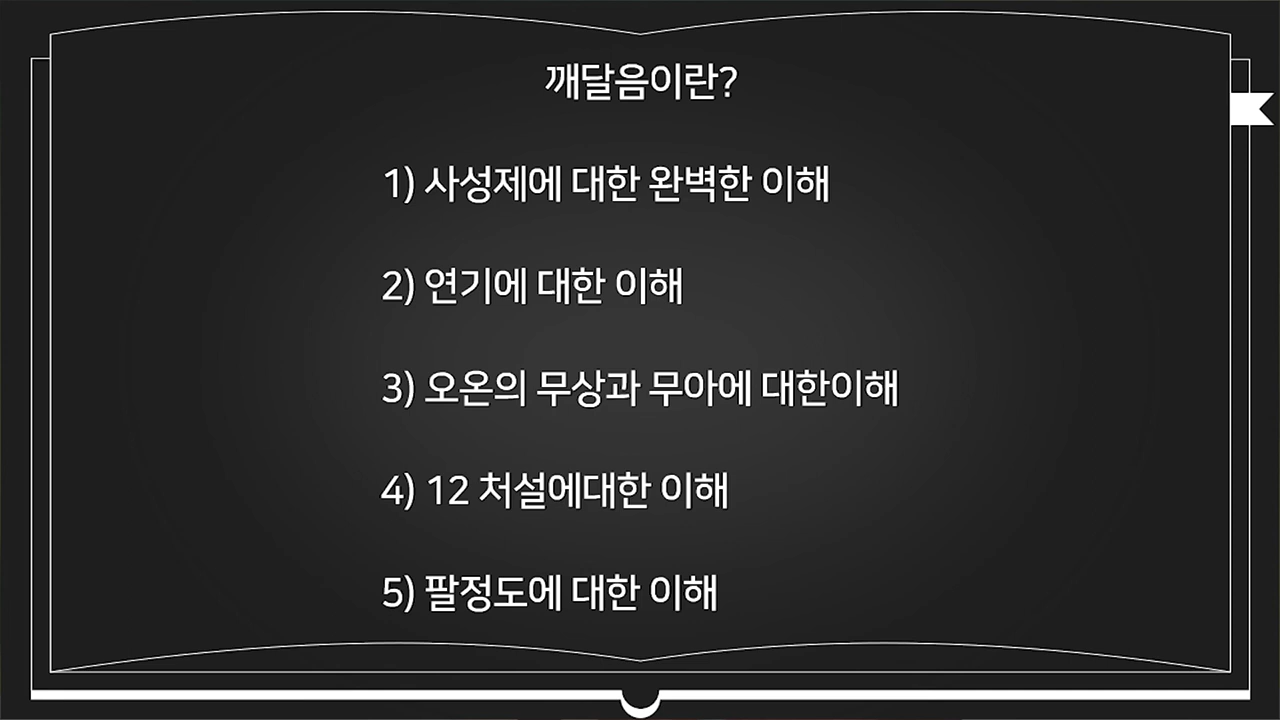 깨달음이란?
1) 사성제에 대한 완벽한 이해
2) 연기에 대한 이해
3) 오온의 무상과 무아에 대한이해
4) 12 처설에대한 이해
5) 팔정도에 대한 이해